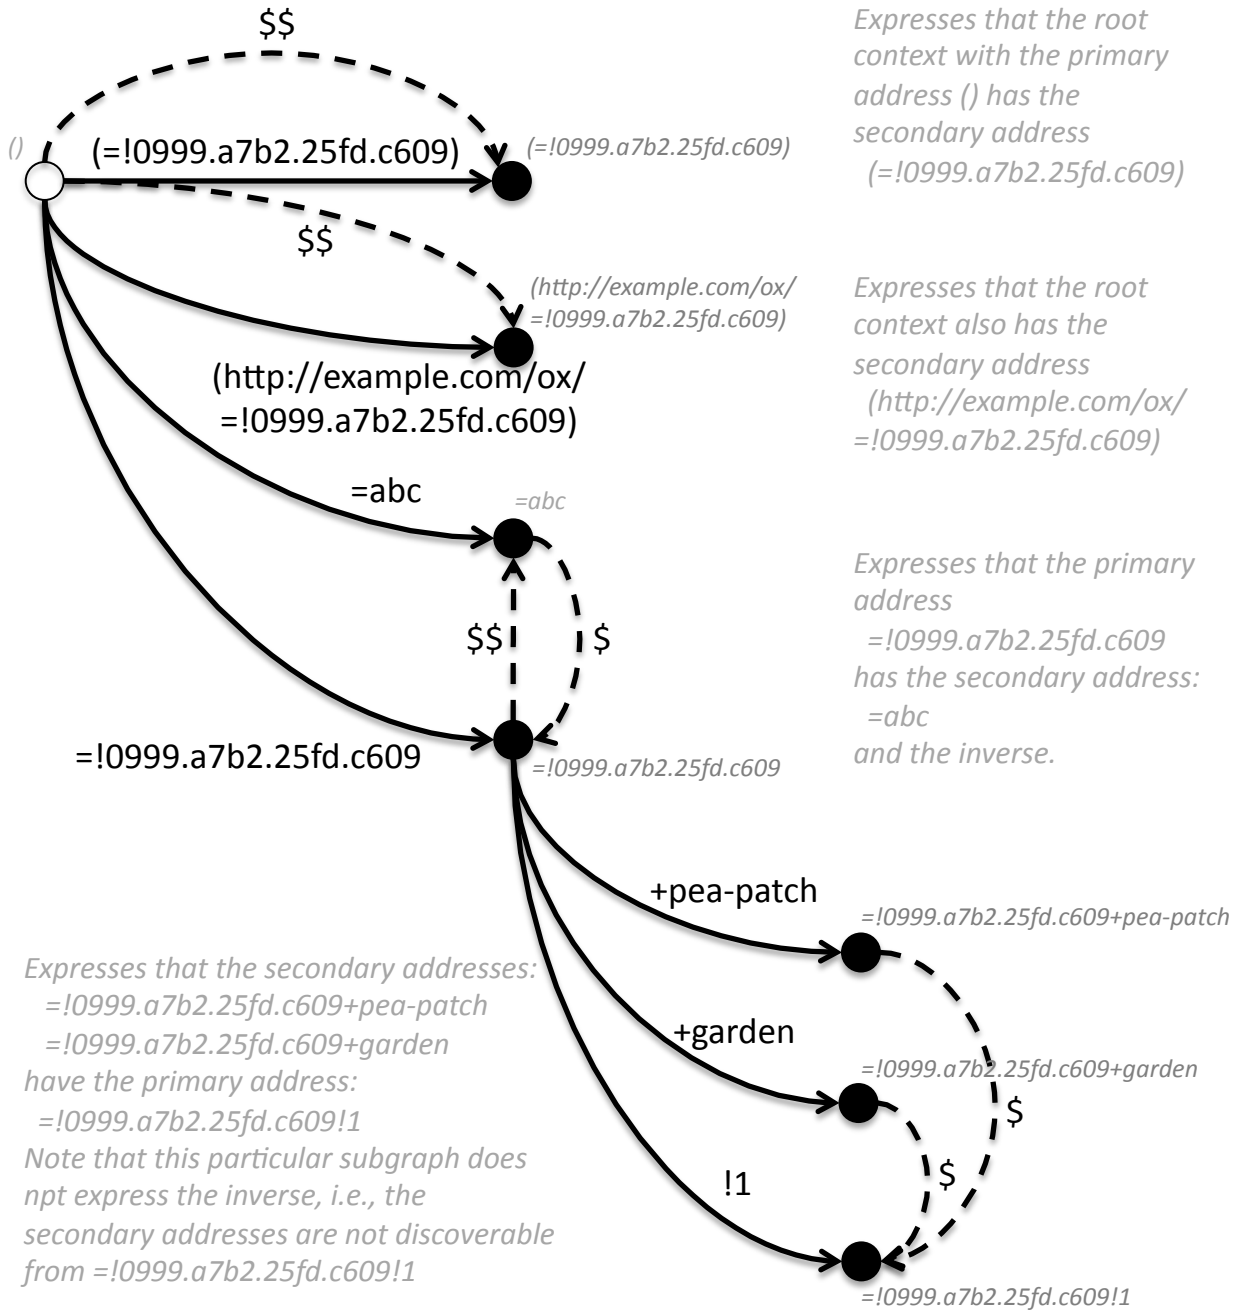 $$
Expresses that the root
context with the primary
address () has the
secondary address
(=!0999.a7b2.25fd.c609)
()
(=!0999.a7b2.25fd.c609)
(=!0999.a7b2.25fd.c609)
$$
(http://example.com/ox/
=!0999.a7b2.25fd.c609)
Expresses that the root
context also has the
secondary address
(http://example.com/ox/
=!0999.a7b2.25fd.c609)
(http://example.com/ox/
=!0999.a7b2.25fd.c609)
=abc
=abc
Expresses that the primary
address
=!0999.a7b2.25fd.c609
has the secondary address:
=abc
and the inverse.
$$
$
=!0999.a7b2.25fd.c609
=!0999.a7b2.25fd.c609
+pea-patch
=!0999.a7b2.25fd.c609+pea-patch
Expresses that the secondary addresses:
=!0999.a7b2.25fd.c609+pea-patch
=!0999.a7b2.25fd.c609+garden
have the primary address:
=!0999.a7b2.25fd.c609!1
Note that this particular subgraph does
npt express the inverse, i.e., the
secondary addresses are not discoverable
from =!0999.a7b2.25fd.c609!1
+garden
=!0999.a7b2.25fd.c609+garden
$
!1
$
=!0999.a7b2.25fd.c609!1